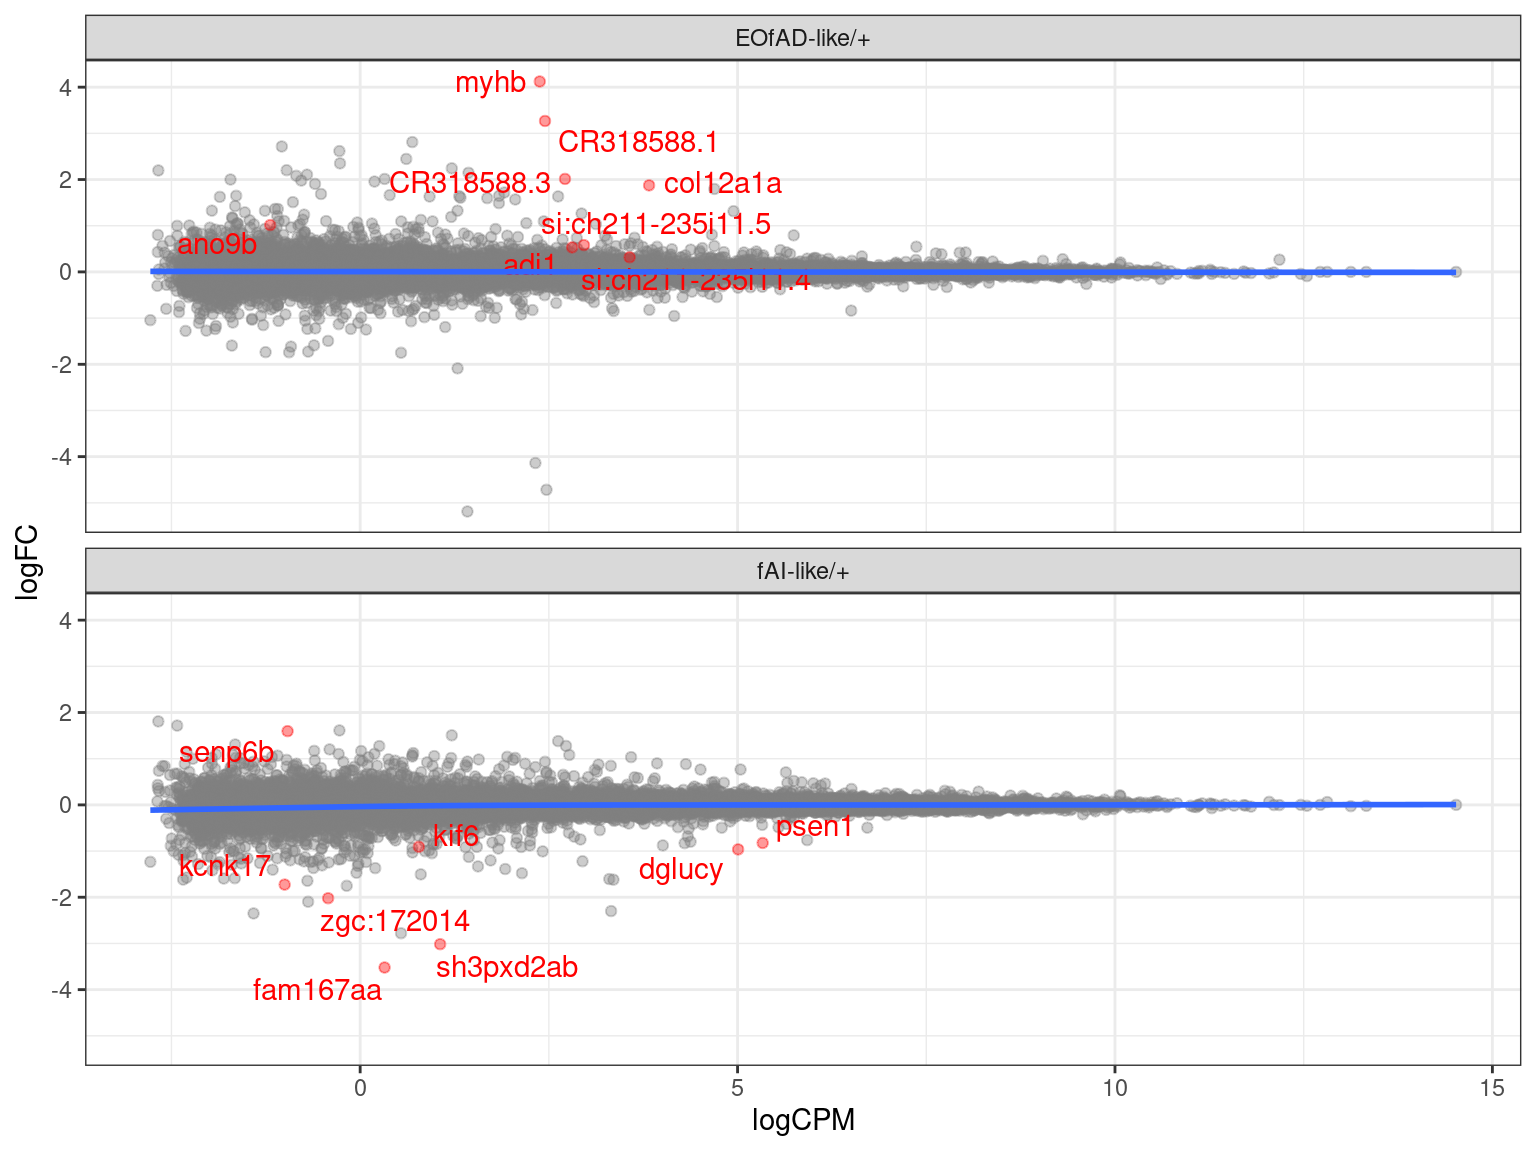 EOfAD-like/+
4
myhb
CR318588.1
2
CR318588.3
col12a1a
si:ch211-235i11.5
ano9b
adi1
0
si:ch211-235i11.4
-2
-4
logFC
fAI-like/+
4
2
senp6b
0
psen1
kif6
kcnk17
dglucy
-2
zgc:172014
sh3pxd2ab
fam167aa
-4
0 5 10 15
logCPM